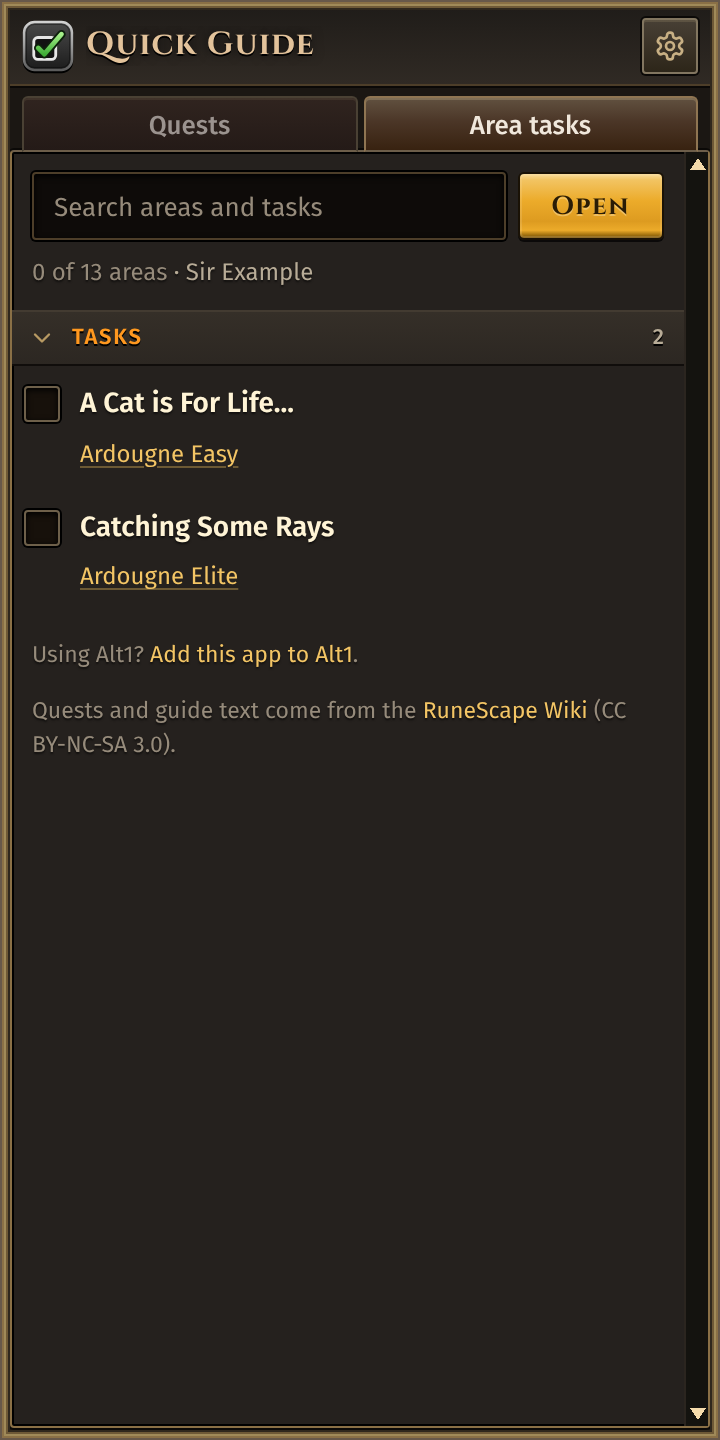 Quick Guide
Quests
Area tasks
Search areas and tasks
Open
0 of 13 areas · Sir Example
TASKS
2
A Cat is For Life...
Ardougne Easy
Catching Some Rays
Ardougne Elite
Using Alt1? Add this app to Alt1.
Quests and guide text come from the RuneScape Wiki (CC
BY-NC-SA 3.0).